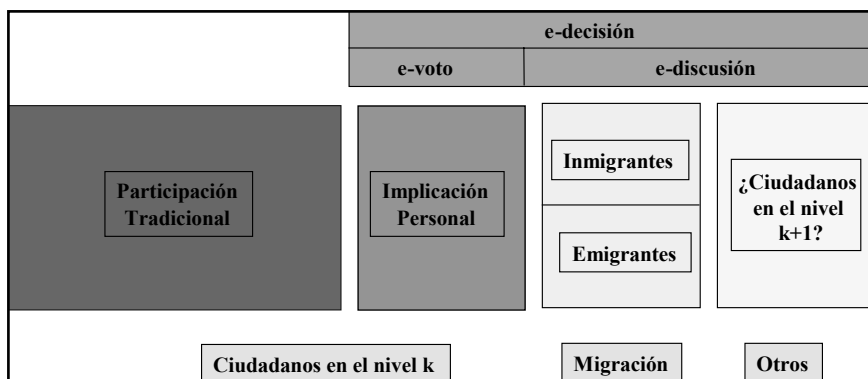 e-decisión
e-voto
e-discusión
Participación
Tradicional
Implicación
Personal
Inmigrantes
Emigrantes
¿Ciudadanos
en el nivel
k+1?
Ciudadanos en el nivel k
Migración
Otros